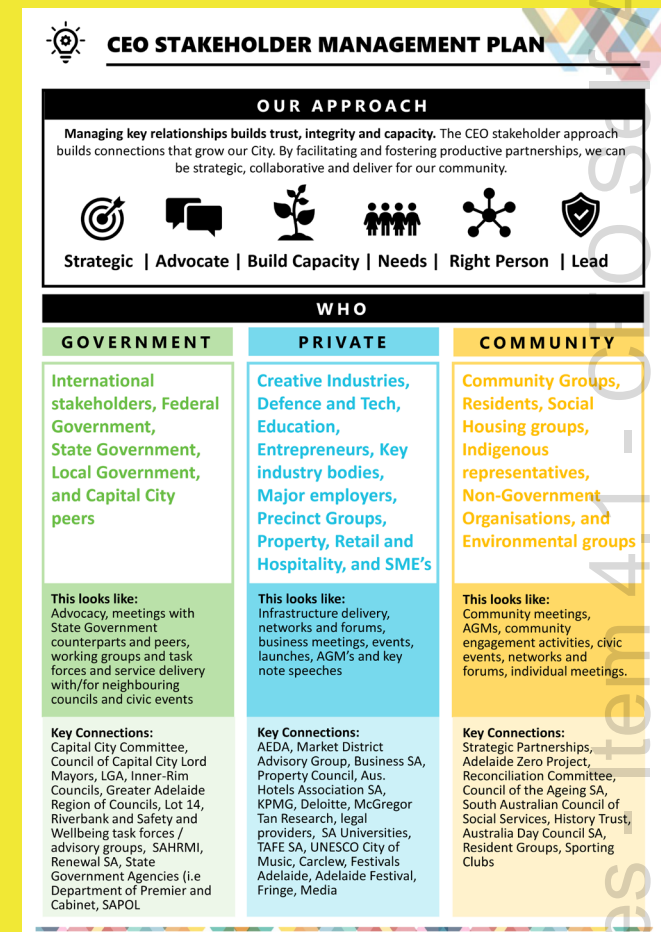 CEO STAKEHOLDER MANAGEMENT PLAN
OUR APPROACH
Managing key relationships builds trust, integrity and capacity. The CEO stakeholder approach
builds connections that grow our City. By facilitating and fostering productive partnerships, we can
be strategic, collaborative and deliver for our community.
Strategic | Advocate | Build Capacity | Needs | Right Person | Lead
WHO
GOVERNMENT
International
stakeholders, Federal
Government,
State Government,
Local Government,
and Capital City
peers
This looks like:
Advocacy, meetings with
State Government
counterparts and peers,
working groups and task
forces and service delivery
with/for neighbouring
councils and civic events
Key Connections:
Capital City Committee,
Council of Capital City Lord
Mayors, LGA, Inner-Rim
Councils, Greater Adelaide
Region of Councils, Lot 14,
Riverbank and Safety and
Wellbeing task forces /
advisory groups, SAHRMI,
Renewal SA, State
Government Agencies (i.e
Department of Premier and
Cabinet, SAPOL
PRIVATE
Creative Industries,
Defence and Tech,
Education,
Entrepreneurs, Key
industry bodies,
Major employers,
Precinct Groups,
Property, Retail and
Hospitality, and SME's
This looks like:
Infrastructure delivery,
networks and forums,
business meetings, events,
launches, AGM's and key
note speeches
Key Connections:
AEDA, Market District
Advisory Group, Business SA,
Property Council, Aus.
Hotels Association SA,
KPMG, Deloitte, McGregor
Tan Research, legal
providers, SA Universities,
TAFE SA, UNESCO City of
Music, Carclew, Festivals
Adelaide, Adelaide Festival,
Fringe, Media
COMMUNITY
Community Groups,
Residents, Social
Housing groups,
Indigenous
representatives,
Non-Government
Organisations, and
Environmental groups
This looks like:
Community meetings,
AGMs, community
engagement activities, civic
events, networks and
forums, individual meetings.
Key Connections:
Strategic Partnerships,
Adelaide Zero Project,
Reconciliation Committee,
Council of the Ageing SA,
South Australian Council of
Social Services, History Trust,
Australia Day Council SA,
Resident Groups, Sporting
Clubs
- Item 4.1 - CEO Self